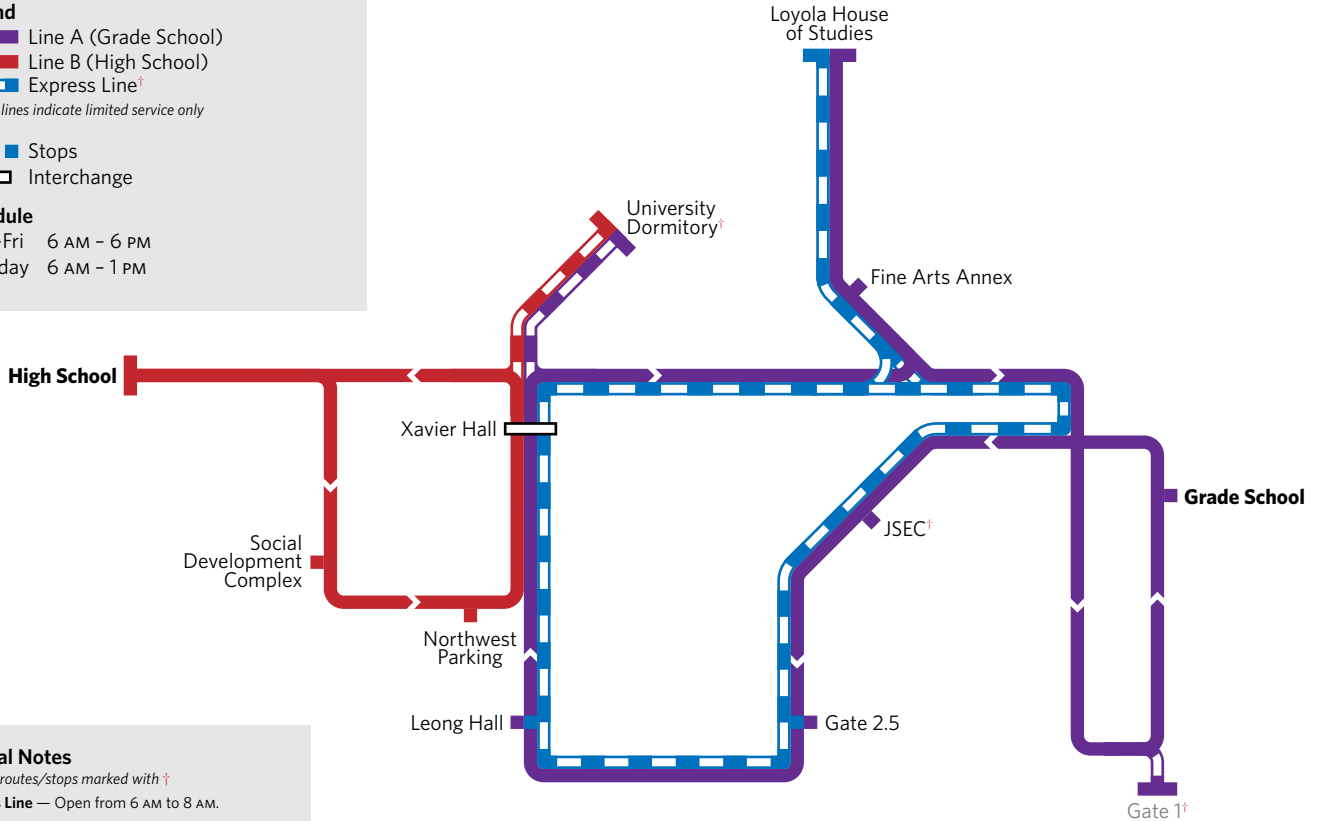 nd
Line A (Grade School)
Line B (High School)
Express Line†
lines indicate limited service only
Stops
Interchange
dule
-Fri 6 AM – 6 PM
day 6 AM – 1 PM
Loyola House
of Studies
University
Dormitory†
Fine Arts Annex
High School
Xavier Hall
Grade School
JSEC†
Social
Development
Complex
Northwest
Parking
Leong Hall
Gate 2.5
al Notes
routes/stops marked with †
s Line — Open from 6 AM to 8 AM.
Gate 1†